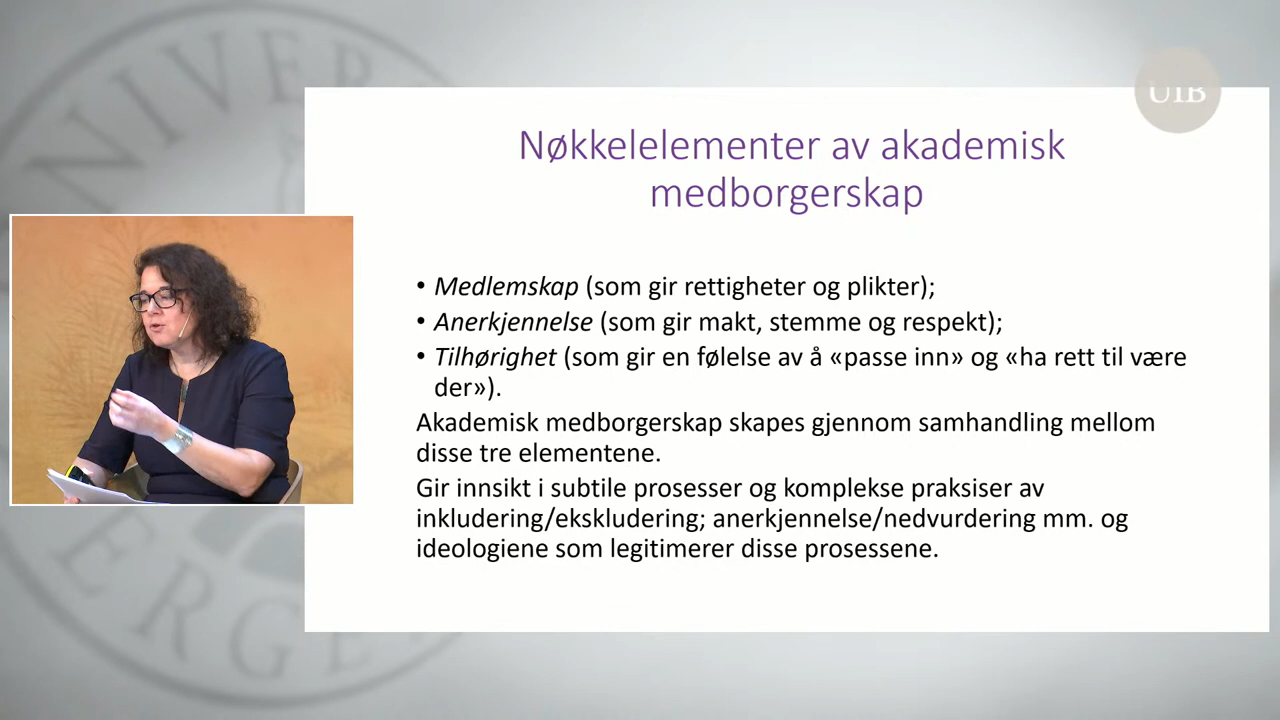 UNIVER
UIB
Nøkkelelementer av akademisk
medborgerskap
• Medlemskap (som gir rettigheter og plikter);
• Anerkjennelse (som gir makt, stemme og respekt);
• Tilhørighet (som gir en følelse av å «passe inn» og «ha rett til være
der»).
Akademisk medborgerskap skapes gjennom samhandling mellom
disse tre elementene.
Gir innsikt i subtile prosesser og komplekse praksiser av
inkludering/ekskludering; anerkjennelse/nedvurdering mm. og
ideologiene som legitimerer disse prosessene.
ERGE